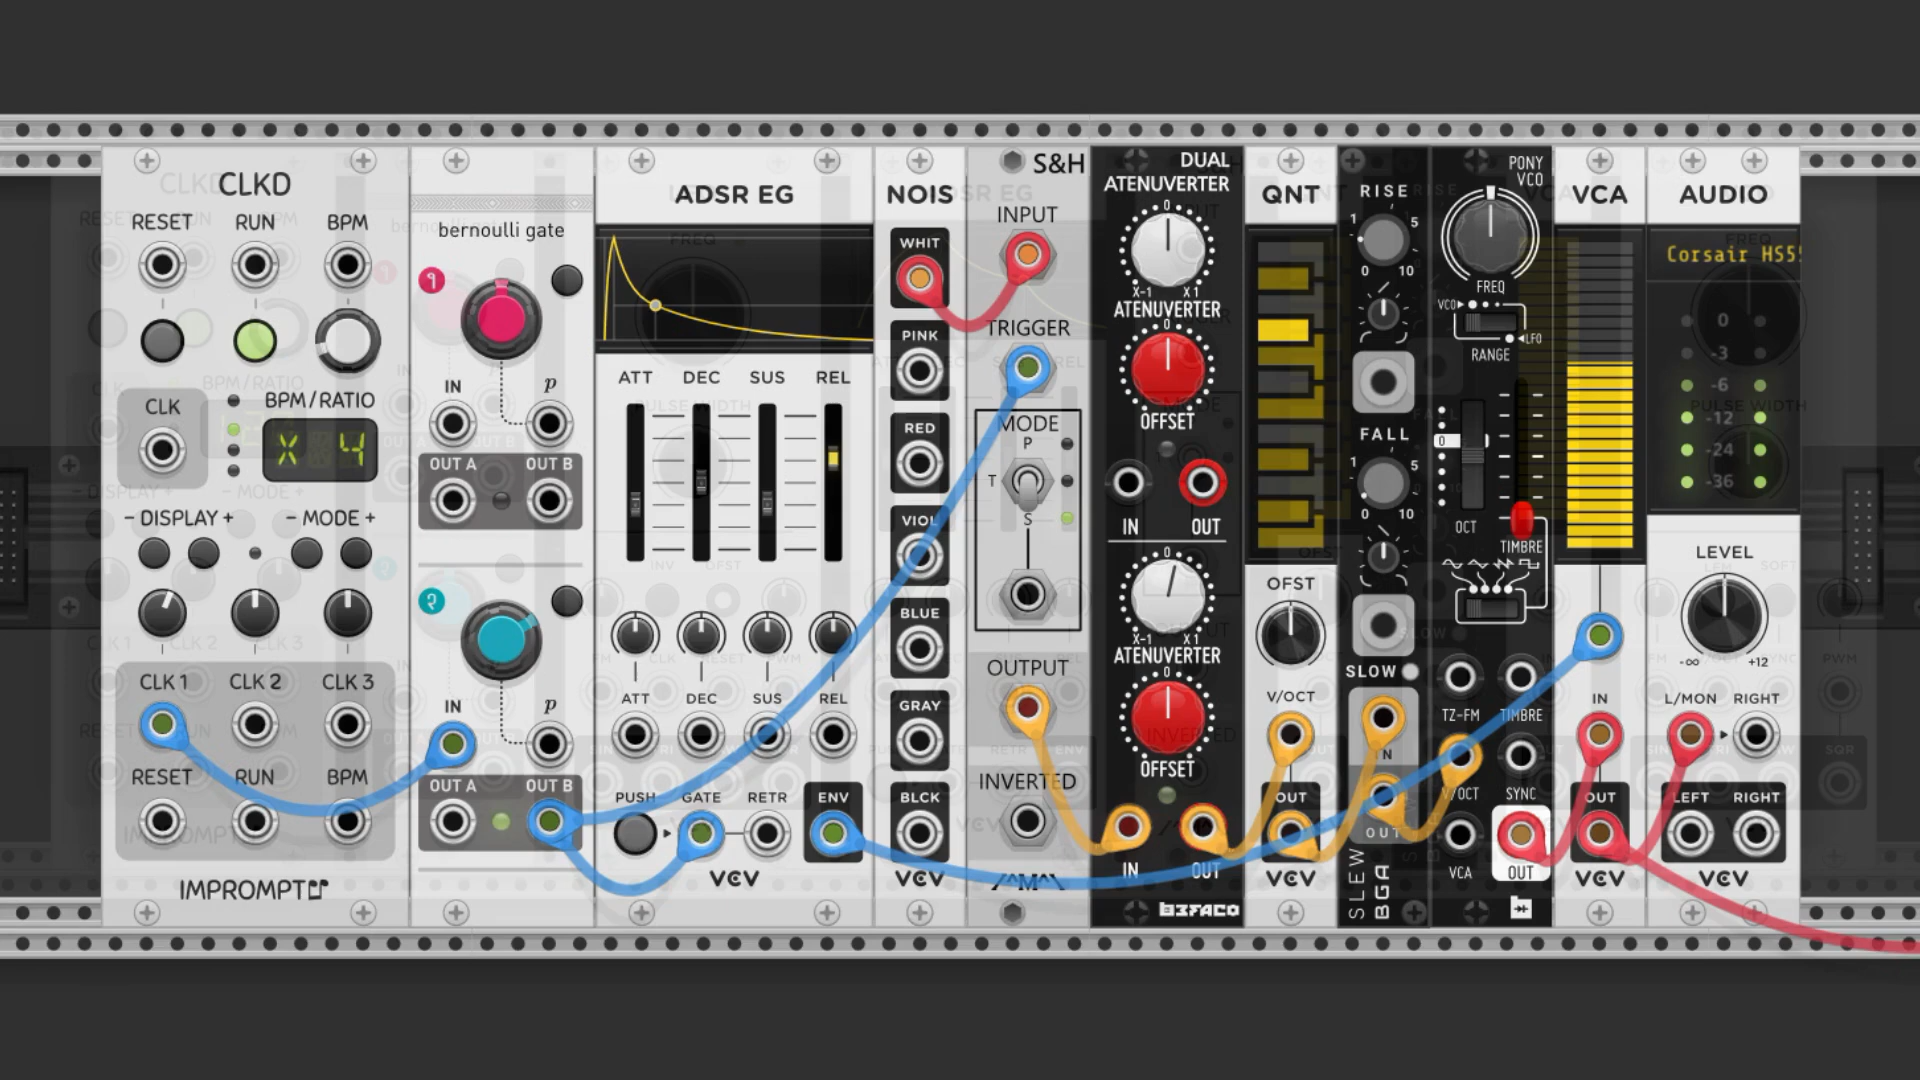 CLKD
RESET RUN BPM
CLK
BPM/RATIO
X 4
- DISPLAY +
- MODE +
CLK 1 CLK 2 CLK 3
RESET RUN BPM
IMPROMPTU
bernoulli gate
1
IN p
OUT A OUT B
2
IN p
OUT A OUT B
ADSR EG
ATT DEC SUS REL
ATT DEC SUS REL
PUSH GATE RETR ENV
VCV
NOIS
WHIT
PINK
RED
VIOL
BLUE
GRAY
BLCK
VCV
S&H
INPUT
TRIGGER
MODE
P
T
S
OUTPUT
INVERTED
DUAL
ATENUVERTER
0
X-1 X1
ATENUVERTER
0
OFFSET
IN OUT
0
X-1 X1
ATENUVERTER
0
OFFSET
IN OUT
BEFACO
QNT
OFST
V/OCT
OUT
VCV
RISE
1 5
0 10
FALL
1 5
0 10
SLOW
IN
OUT
SLEW
BGA
PONY
VCO
FREQ
VCO
LFO
RANGE
0
OCT
TIMBRE
TZ-FM TIMBRE
V/OCT SYNC
VCA OUT
VCA
IN
OUT
VCV
AUDIO
Corsair HS5
0
-3
-6
-12
-24
-36
LEVEL
-∞ +12
L/MON RIGHT
LEFT RIGHT
VCV